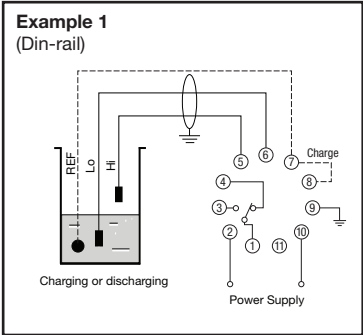 Example 1
(Din-rail)
REF
Lo
Hi
5
6
7
Charge
4
8
3
9
2
1
11
10
Charging or discharging
Power Supply